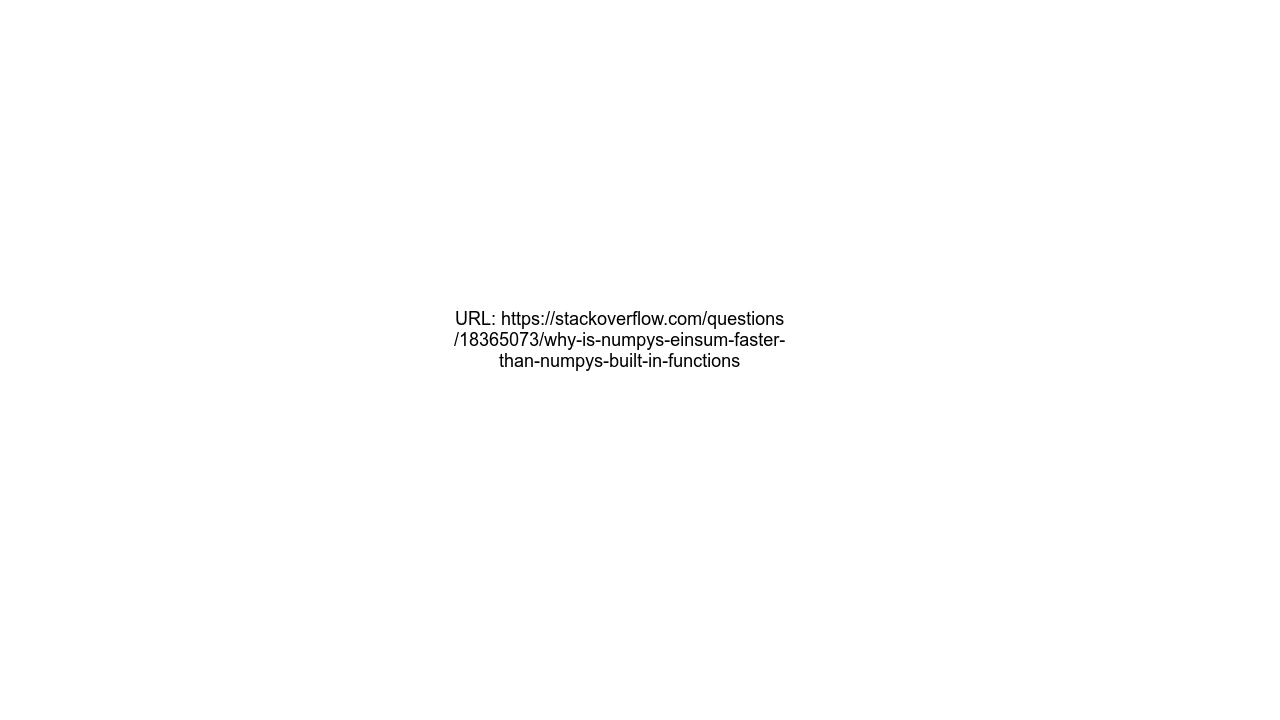 URL: https://stackoverflow.com/questions
/18365073/why-is-numpys-einsum-faster-
than-numpys-built-in-functions